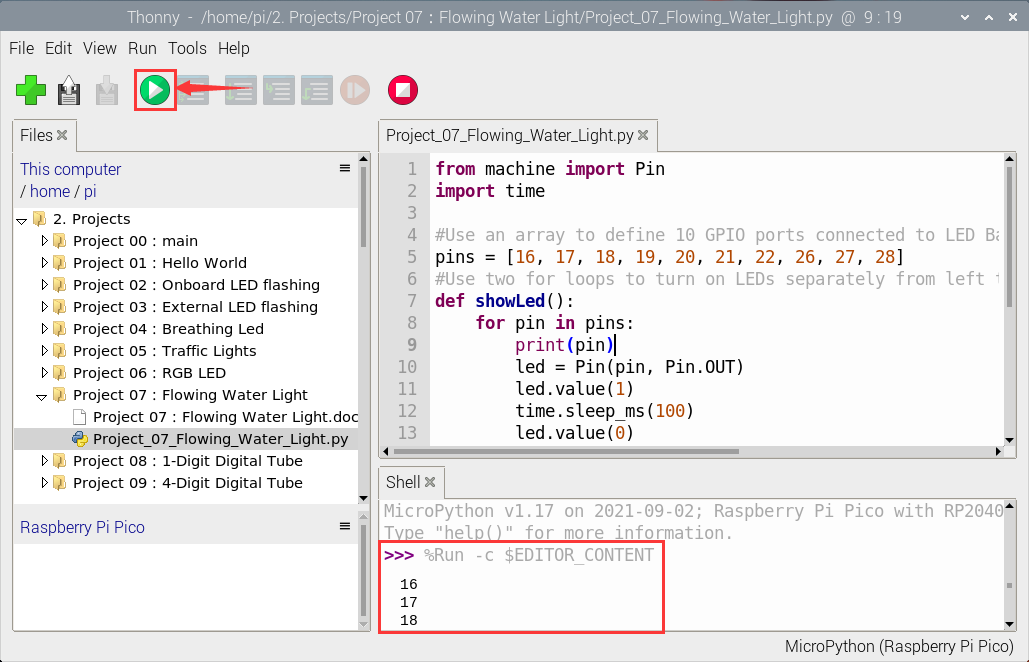 Thonny - /home/pi/2. Projects/Project 07 : Flowing Water Light/Project_07_Flowing_Water_Light.py @ 9 : 19
File Edit View Run Tools Help
Files
This computer
/ home / pi
2. Projects
Project 00 : main
Project 01 : Hello World
Project 02 : Onboard LED flashing
Project 03 : External LED flashing
Project 04 : Breathing Led
Project 05 : Traffic Lights
Project 06 : RGB LED
Project 07 : Flowing Water Light
Project 07 : Flowing Water Light.doc
Project_07_Flowing_Water_Light.py
Project 08 : 1-Digit Digital Tube
Project 09 : 4-Digit Digital Tube
Raspberry Pi Pico
Project_07_Flowing_Water_Light.py
1 from machine import Pin
2 import time
3
4 #Use an array to define 10 GPIO ports connected to LED Ba
5 pins = [16, 17, 18, 19, 20, 21, 22, 26, 27, 28]
6 #Use two for loops to turn on LEDs separately from left t
7 def showLed():
8     for pin in pins:
9         print(pin)
10         led = Pin(pin, Pin.OUT)
11         led.value(1)
12         time.sleep_ms(100)
13         led.value(0)
Shell
MicroPython v1.17 on 2021-09-02; Raspberry Pi Pico with RP2040
Type "help()" for more information.
>>> %Run -c $EDITOR_CONTENT
16
17
18
MicroPython (Raspberry Pi Pico)